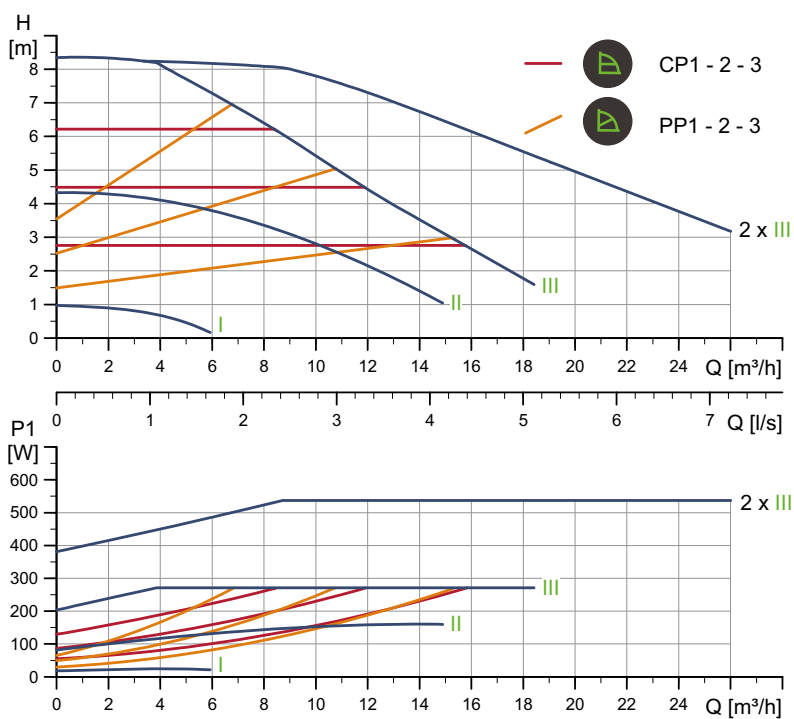 H
[m]
CP1 - 2 - 3
PP1 - 2 - 3
8
7
6
5
4
3
2
1
0
2 x III
III
II
I
0 2 4 6 8 10 12 14 16 18 20 22 24 Q [m³/h]
0 1 2 3 4 5 6 7 Q [l/s]
P1
[W]
600
500
400
300
200
100
0
2 x III
III
II
I
0 2 4 6 8 10 12 14 16 18 20 22 24 Q [m³/h]